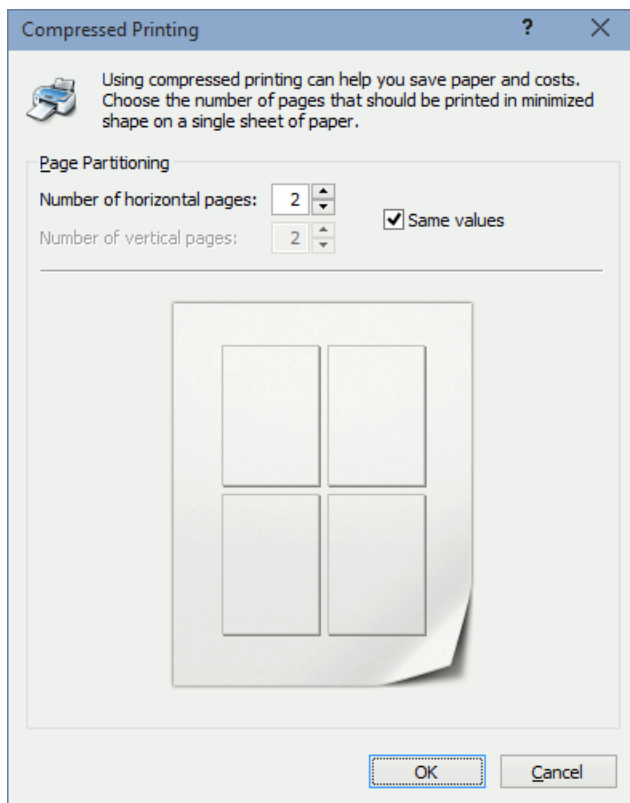 Compressed Printing ?
Using compressed printing can help you save paper and costs.
Choose the number of pages that should be printed in minimized
shape on a single sheet of paper.
Page Partitioning
Number of horizontal pages: 2
Same values
Number of vertical pages: 2
OK Cancel